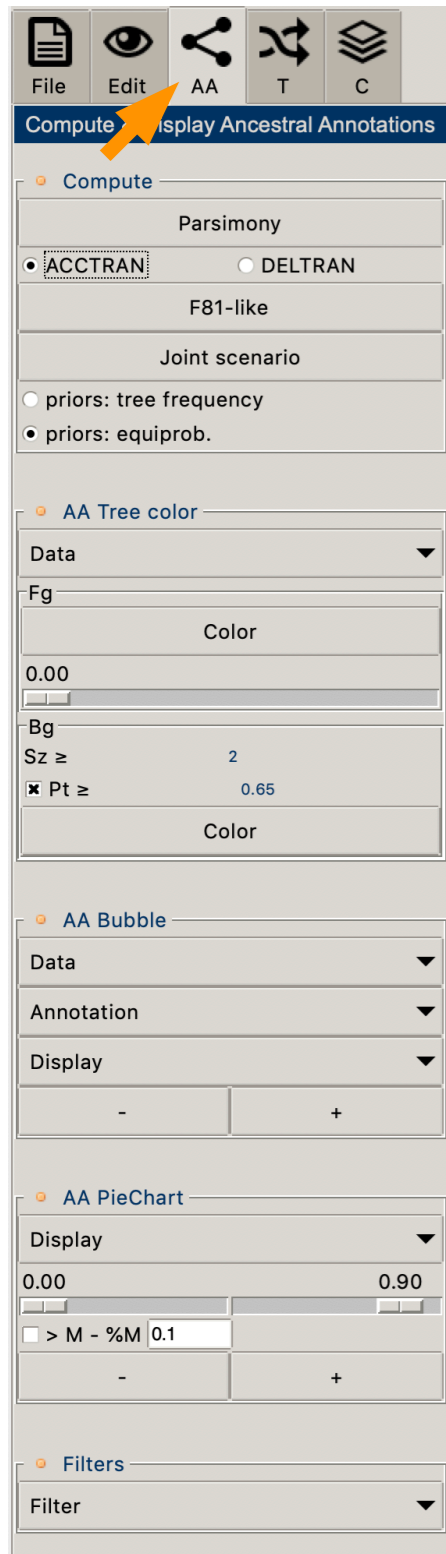 File Edit AA T C
Compute & Display Ancestral Annotations
Compute
Parsimony
ACCTRAN DELTRAN
F81-like
Joint scenario
priors: tree frequency
priors: equiprob.
AA Tree color
Data
Fg
Color
0.00
Bg
Sz ≥ 2
Pt ≥ 0.65
Color
AA Bubble
Data
Annotation
Display
- +
AA PieChart
Display
0.00 0.90
> M - %M 0.1
- +
Filters
Filter